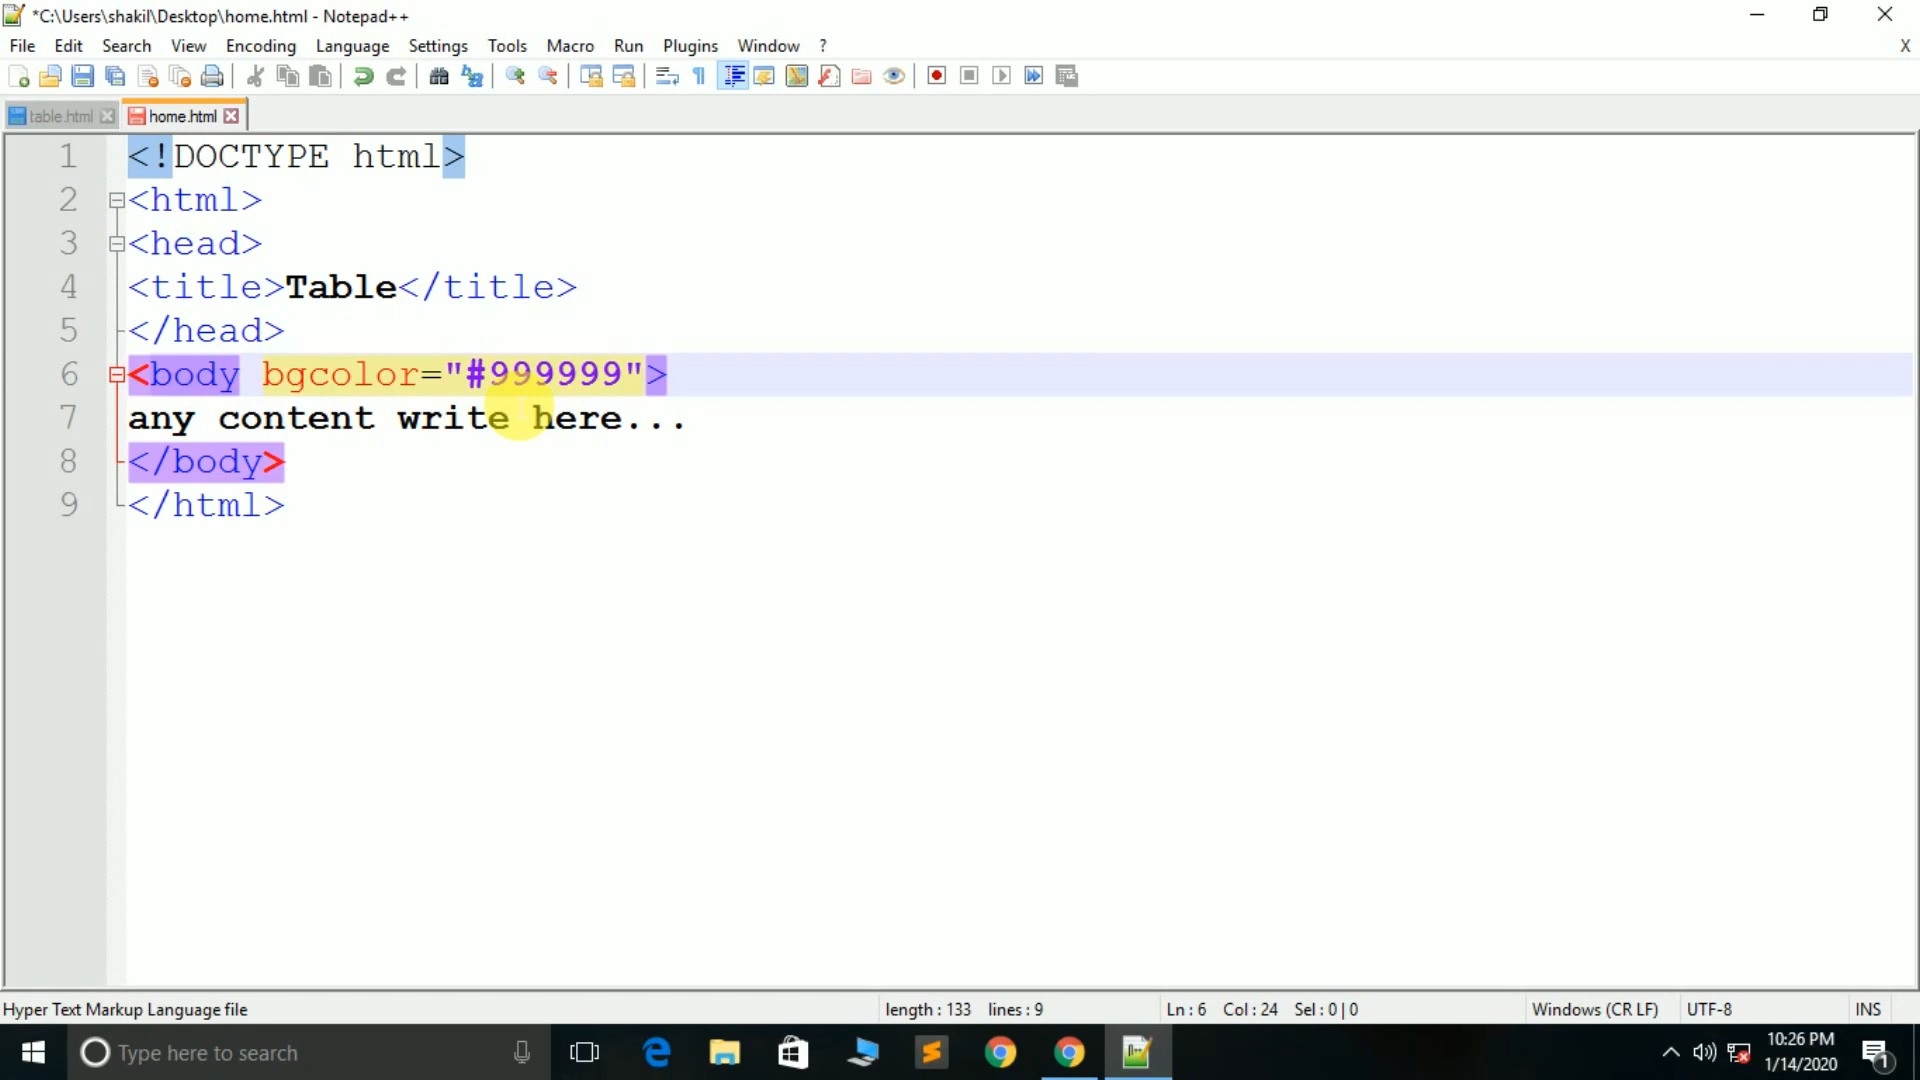 *C:\Users\shakil\Desktop\home.html - Notepad++
File Edit Search View Encoding Language Settings Tools Macro Run Plugins Window ? X
table.html home.html
1 <!DOCTYPE html>
2 <html>
3 <head>
4 <title>Table</title>
5 </head>
6 <body bgcolor="#999999">
7 any content write here...
8 </body>
9 </html>
Hyper Text Markup Language file length : 133 lines : 9 Ln : 6 Col : 24 Sel : 0 | 0 Windows (CR LF) UTF-8 INS
Type here to search
10:26 PM
1/14/2020
1